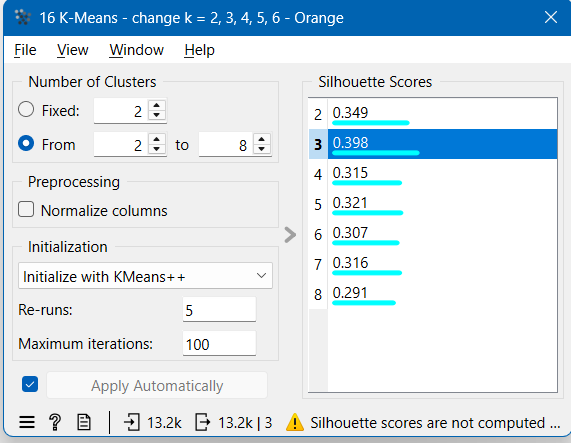 16 K-Means - change k = 2, 3, 4, 5, 6 - Orange
File View Window Help
Number of Clusters
Fixed: 2
From 2 to 8
Preprocessing
Normalize columns
Initialization
Initialize with KMeans++
Re-runs: 5
Maximum iterations: 100
Apply Automatically
Silhouette Scores
2 0.349
3 0.398
4 0.315
5 0.321
6 0.307
7 0.316
8 0.291
13.2k 13.2k | 3 Silhouette scores are not computed ...